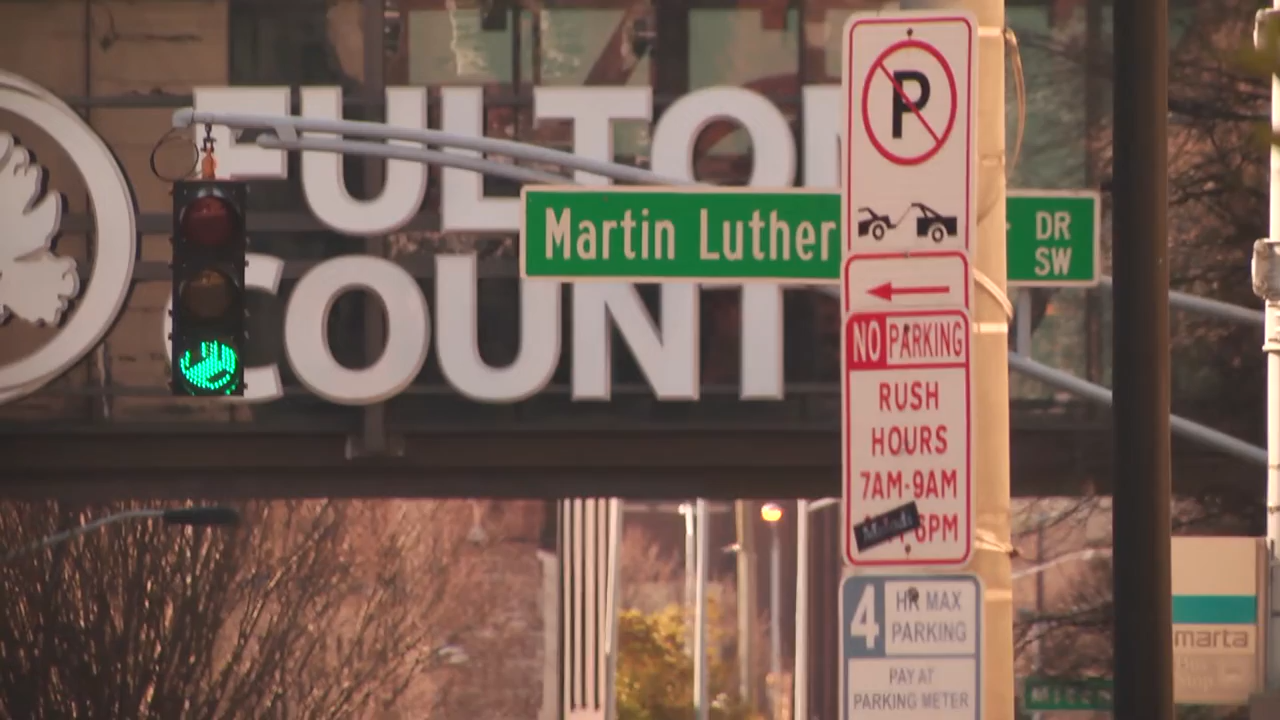 FULTON
COUNT
Martin Luther
DR
SW
P
NO PARKING
RUSH
HOURS
7AM-9AM
6PM
4 HR MAX
PARKING
PAY AT
PARKING METER
marta